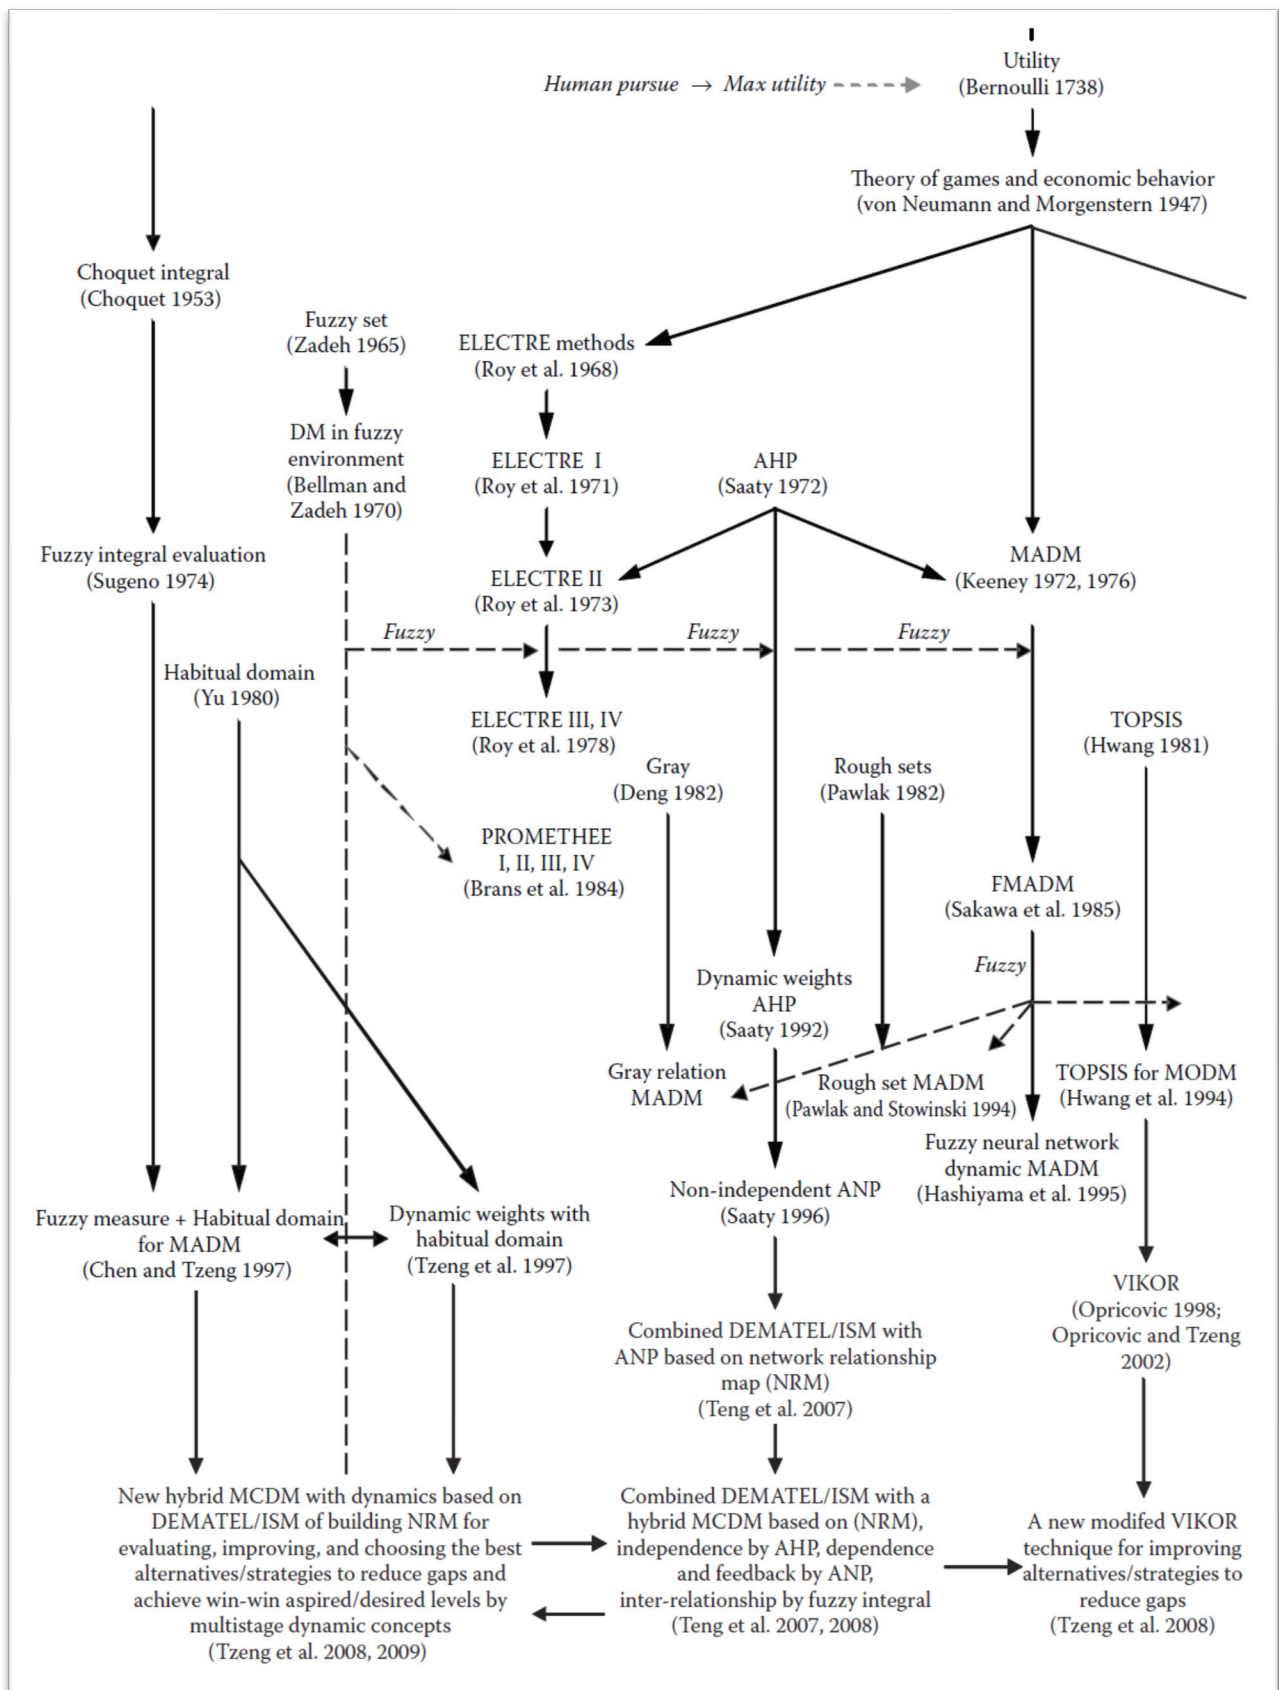 Utility
(Bernoulli 1738)
Human pursue → Max utility
Theory of games and economic behavior
(von Neumann and Morgenstern 1947)
Choquet integral
(Choquet 1953)
Fuzzy set
(Zadeh 1965)
ELECTRE methods
(Roy et al. 1968)
DM in fuzzy
environment
(Bellman and
Zadeh 1970)
ELECTRE I
(Roy et al. 1971)
AHP
(Saaty 1972)
Fuzzy integral evaluation
(Sugeno 1974)
ELECTRE II
(Roy et al. 1973)
MADM
(Keeney 1972, 1976)
Fuzzy
Fuzzy
Fuzzy
Habitual domain
(Yu 1980)
ELECTRE III, IV
(Roy et al. 1978)
TOPSIS
(Hwang 1981)
Gray
(Deng 1982)
Rough sets
(Pawlak 1982)
PROMETHEE
I, II, III, IV
(Brans et al. 1984)
FMADM
(Sakawa et al. 1985)
Fuzzy
Dynamic weights
AHP
(Saaty 1992)
Gray relation
MADM
Rough set MADM
(Pawlak and Stowinski 1994)
TOPSIS for MODM
(Hwang et al. 1994)
Fuzzy neural network
dynamic MADM
(Hashiyama et al. 1995)
Non-independent ANP
(Saaty 1996)
Fuzzy measure + Habitual domain
for MADM
(Chen and Tzeng 1997)
Dynamic weights with
habitual domain
(Tzeng et al. 1997)
VIKOR
(Opricovic 1998;
Opricovic and Tzeng
2002)
Combined DEMATEL/ISM with
ANP based on network relationship
map (NRM)
(Teng et al. 2007)
New hybrid MCDM with dynamics based on
DEMATEL/ISM of building NRM for
evaluating, improving, and choosing the best
alternatives/strategies to reduce gaps and
achieve win-win aspired/desired levels by
multistage dynamic concepts
(Tzeng et al. 2008, 2009)
Combined DEMATEL/ISM with a
hybrid MCDM based on (NRM),
independence by AHP, dependence
and feedback by ANP,
inter-relationship by fuzzy integral
(Teng et al. 2007, 2008)
A new modifed VIKOR
technique for improving
alternatives/strategies to
reduce gaps
(Tzeng et al. 2008)